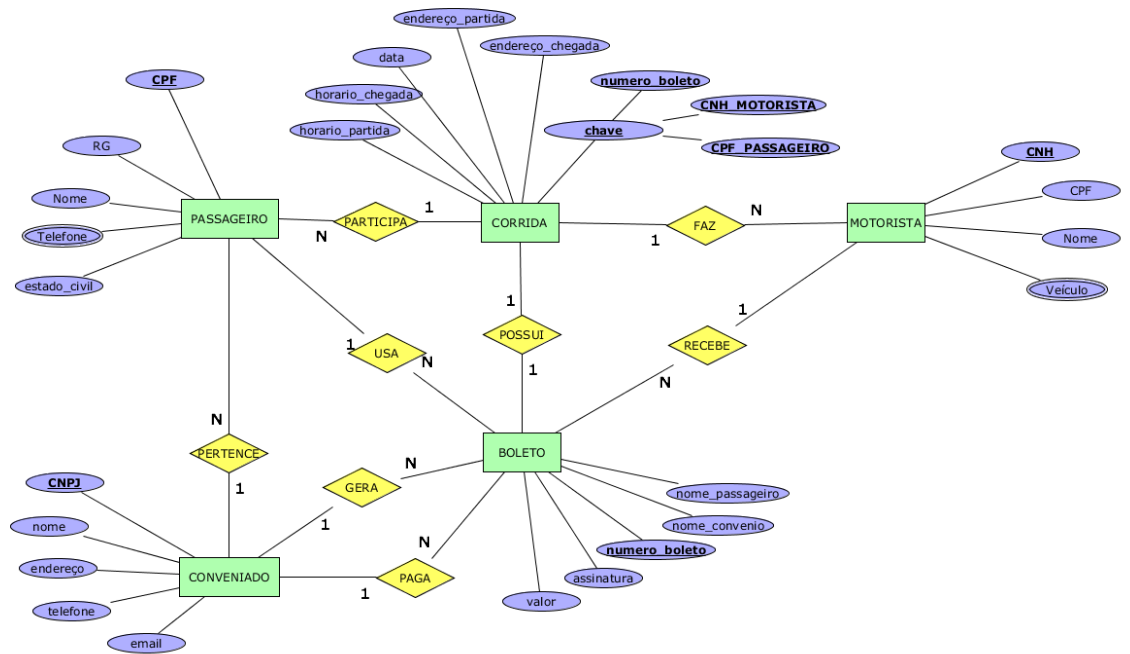 endereço_partida
endereço_chegada
data
CPF
numero_boleto
horario_chegada
CNH_MOTORISTA
horario_partida
chave
CPF_PASSAGEIRO
RG
CNH
Nome
CPF
PASSAGEIRO
1
PARTICIPA
CORRIDA
FAZ
N
MOTORISTA
Telefone
N
1
Nome
estado_civil
Veículo
1
1
1
POSSUI
RECEBE
USA
N
1
N
N
PERTENCE
BOLETO
N
CNPJ
1
GERA
nome_passageiro
nome
1
nome_convenio
N
numero_boleto
endereço
CONVENIADO
PAGA
assinatura
1
valor
telefone
email